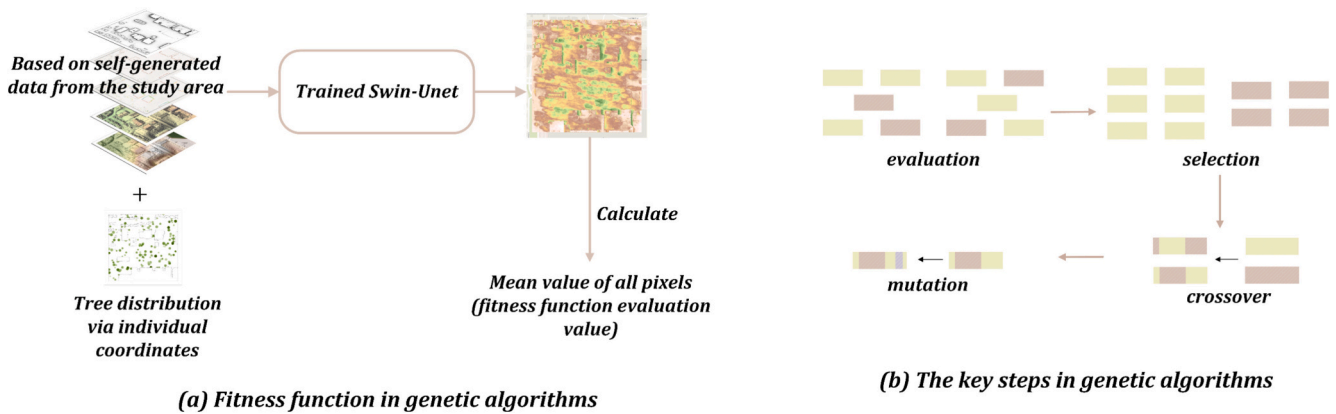 Based on self-generated
data from the study area
Trained Swin-Unet
+
Tree distribution
via individual
coordinates
Calculate
Mean value of all pixels
(fitness function evaluation
value)
(a) Fitness function in genetic algorithms
evaluation
selection
mutation
crossover
(b) The key steps in genetic algorithms